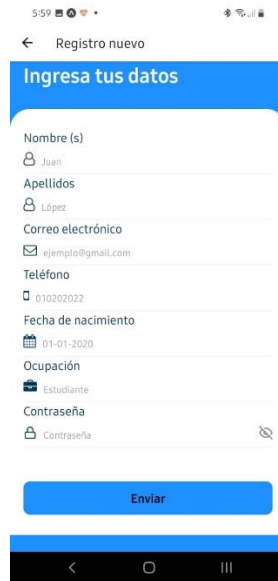 5:59
Registro nuevo
Ingresa tus datos
Nombre (s)
Juan
Apellidos
López
Correo electrónico
ejemplo@gmail.com
Teléfono
010202022
Fecha de nacimiento
01-01-2020
Ocupación
Estudiante
Contraseña
Contraseña
Enviar